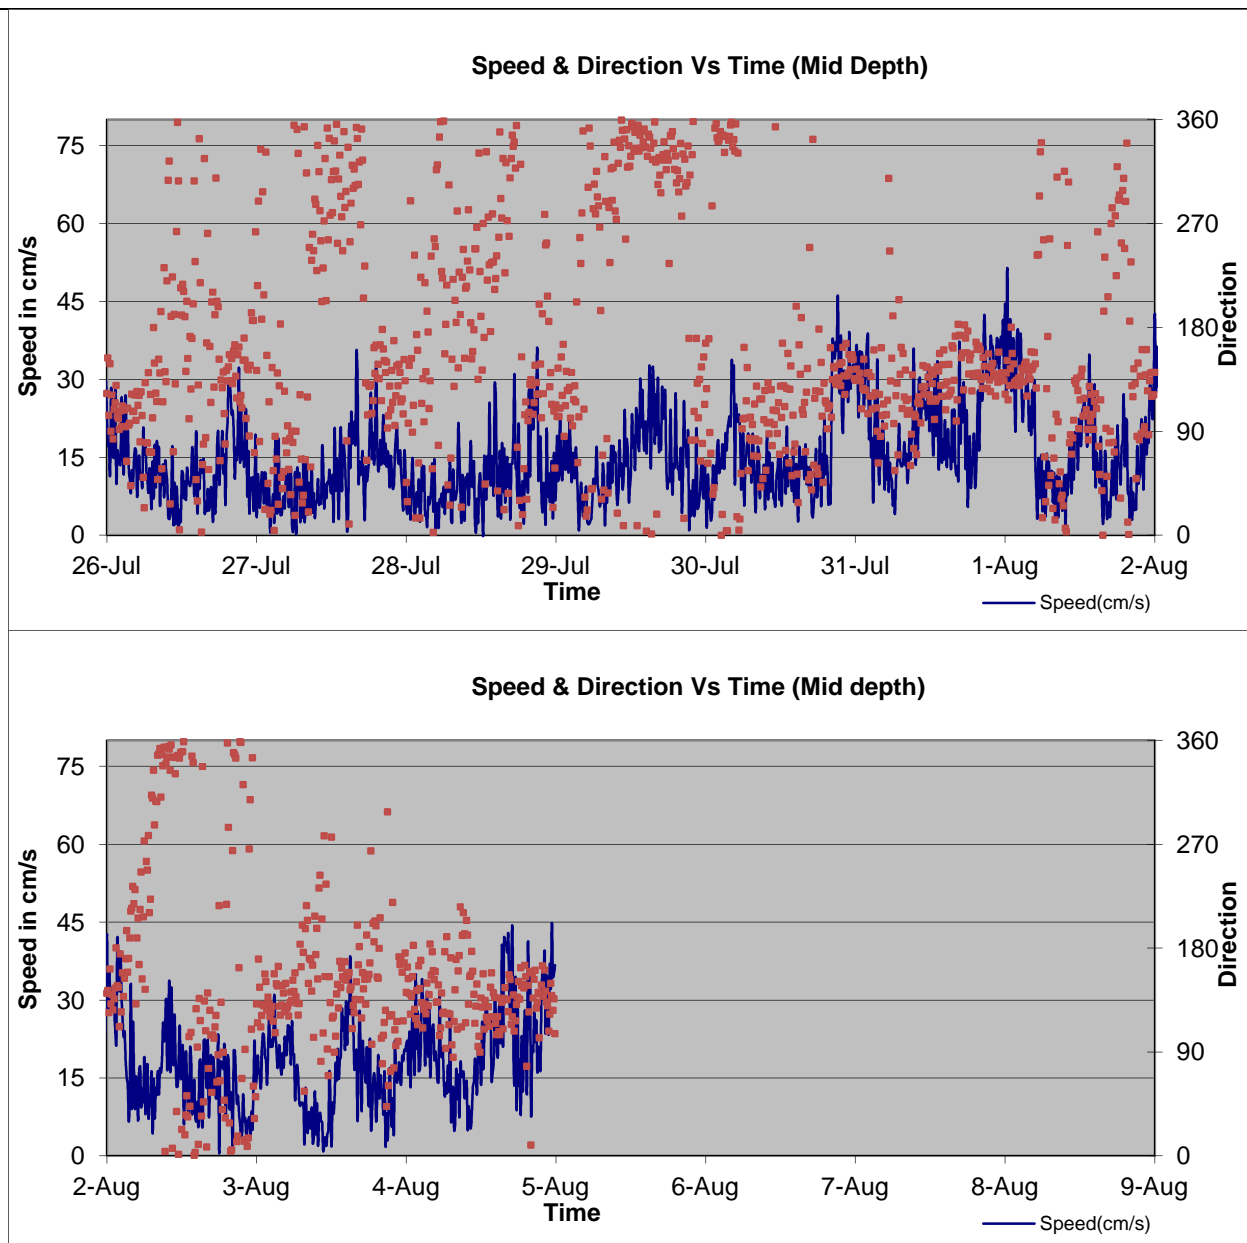 Speed & Direction Vs Time (Mid Depth)
75
60
45
30
15
0
Speed in cm/s
360
270
180
90
0
Direction
26-Jul 27-Jul 28-Jul 29-Jul 30-Jul 31-Jul 1-Aug 2-Aug
Time
Speed(cm/s)
Speed & Direction Vs Time (Mid depth)
75
60
45
30
15
0
Speed in cm/s
360
270
180
90
0
Direction
2-Aug 3-Aug 4-Aug 5-Aug 6-Aug 7-Aug 8-Aug 9-Aug
Time
Speed(cm/s)